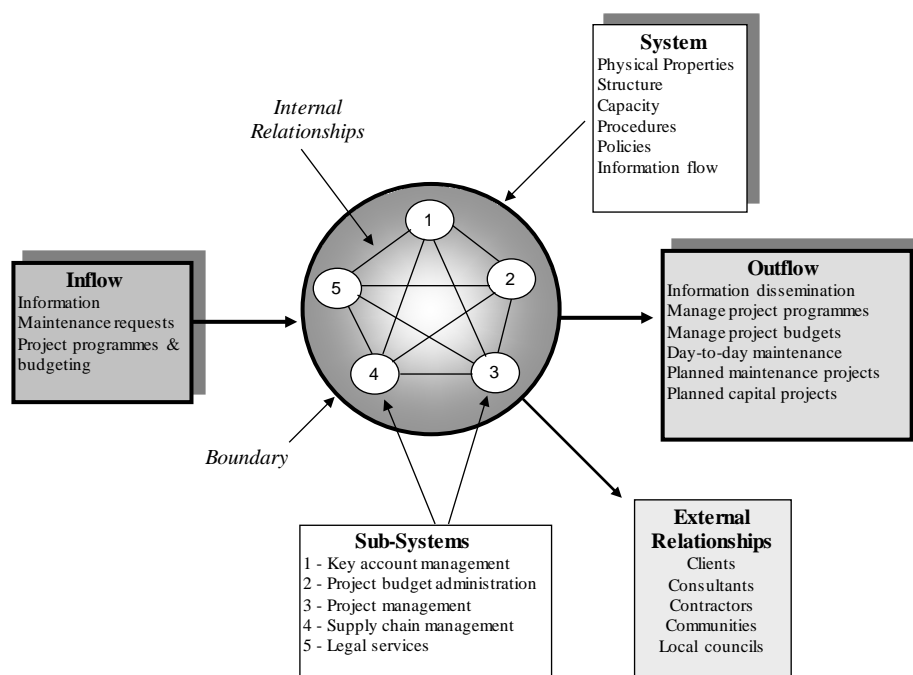 System
Physical Properties
Structure
Capacity
Procedures
Policies
Information flow
Internal
Relationships
1
2
3
4
5
Inflow
Information
Maintenance requests
Project programmes &
budgeting
Outflow
Information dissemination
Manage project programmes
Manage project budgets
Day-to-day maintenance
Planned maintenance projects
Planned capital projects
Boundary
Sub-Systems
1 - Key account management
2 - Project budget administration
3 - Project management
4 - Supply chain management
5 - Legal services
External
Relationships
Clients
Consultants
Contractors
Communities
Local councils